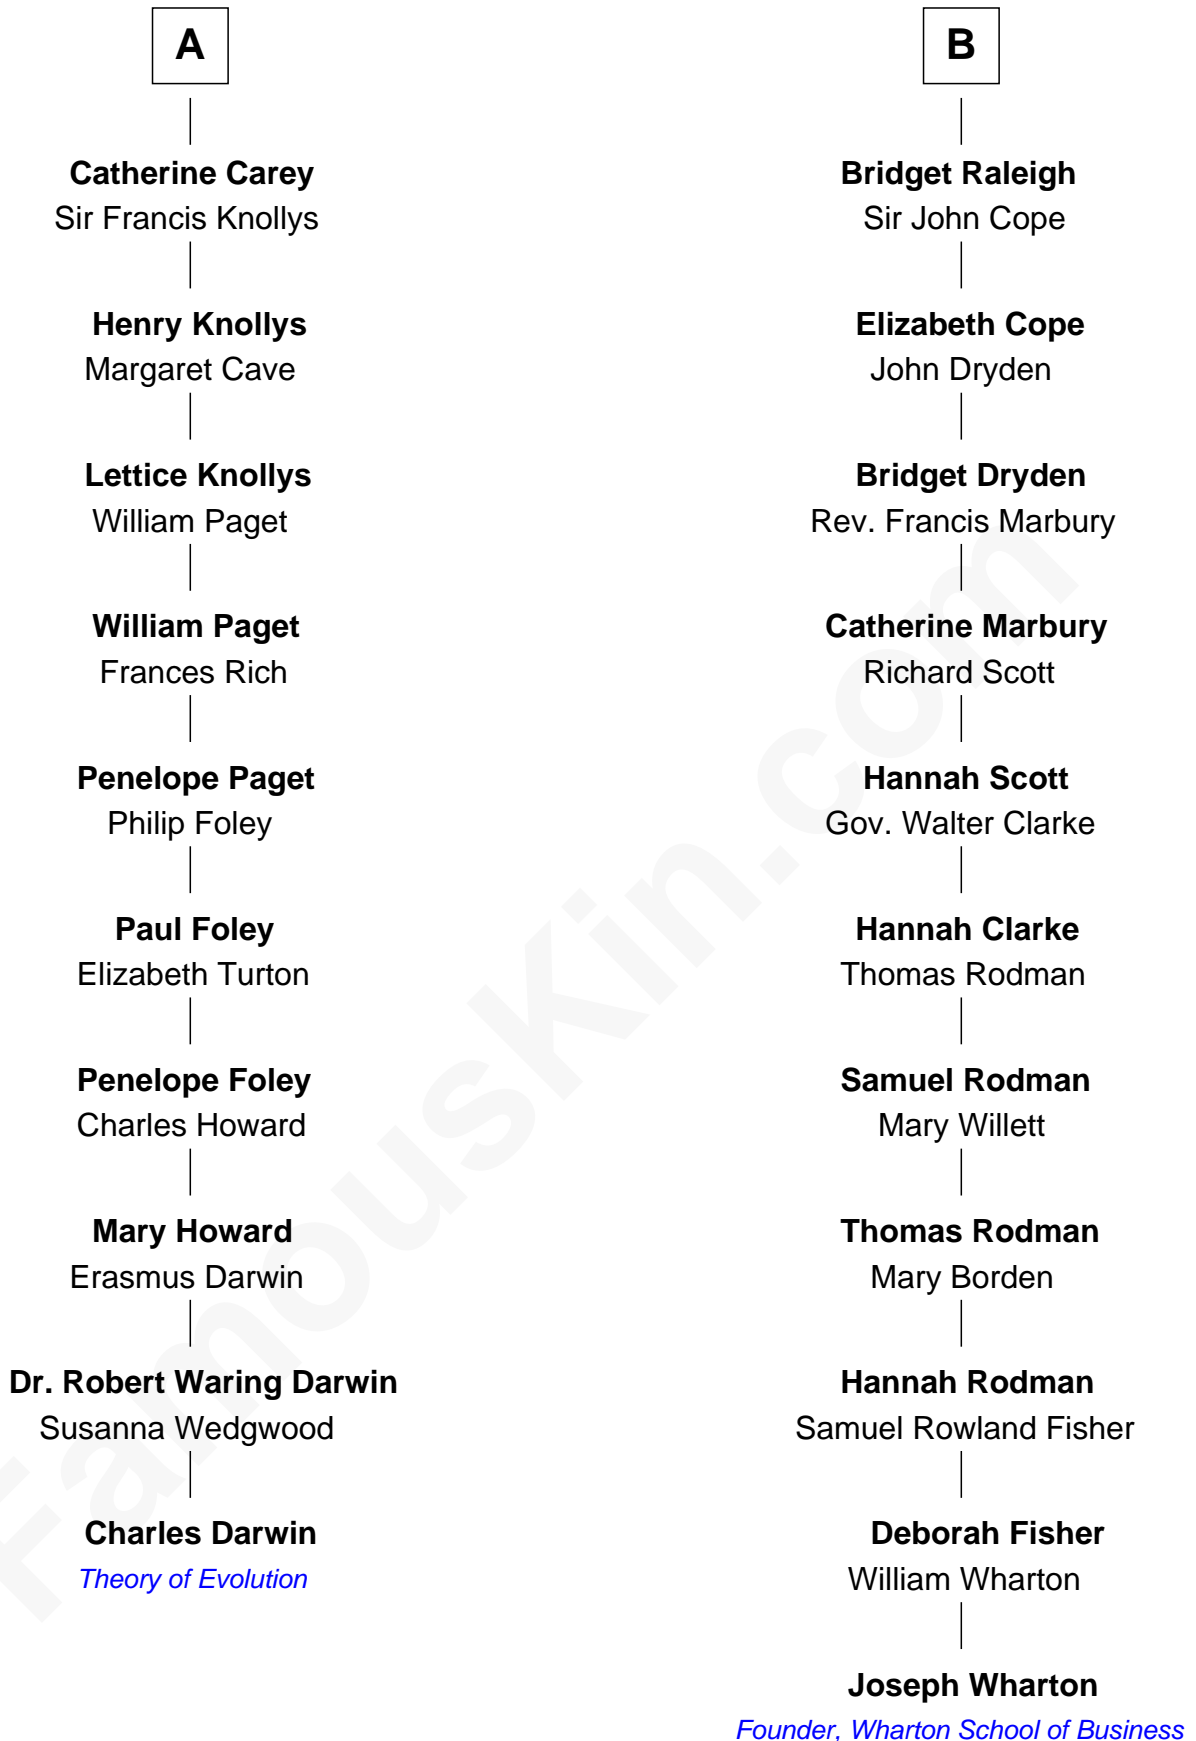 A
Catherine Carey
Sir Francis Knollys
Henry Knollys
Margaret Cave
Lettice Knollys
William Paget
William Paget
Frances Rich
Penelope Paget
Philip Foley
Paul Foley
Elizabeth Turton
Penelope Foley
Charles Howard
Mary Howard
Erasmus Darwin
Dr. Robert Waring Darwin
Susanna Wedgwood
Charles Darwin
Theory of Evolution
B
Bridget Raleigh
Sir John Cope
Elizabeth Cope
John Dryden
Bridget Dryden
Rev. Francis Marbury
Catherine Marbury
Richard Scott
Hannah Scott
Gov. Walter Clarke
Hannah Clarke
Thomas Rodman
Samuel Rodman
Mary Willett
Thomas Rodman
Mary Borden
Hannah Rodman
Samuel Rowland Fisher
Deborah Fisher
William Wharton
Joseph Wharton
Founder, Wharton School of Business
FamousKin.com